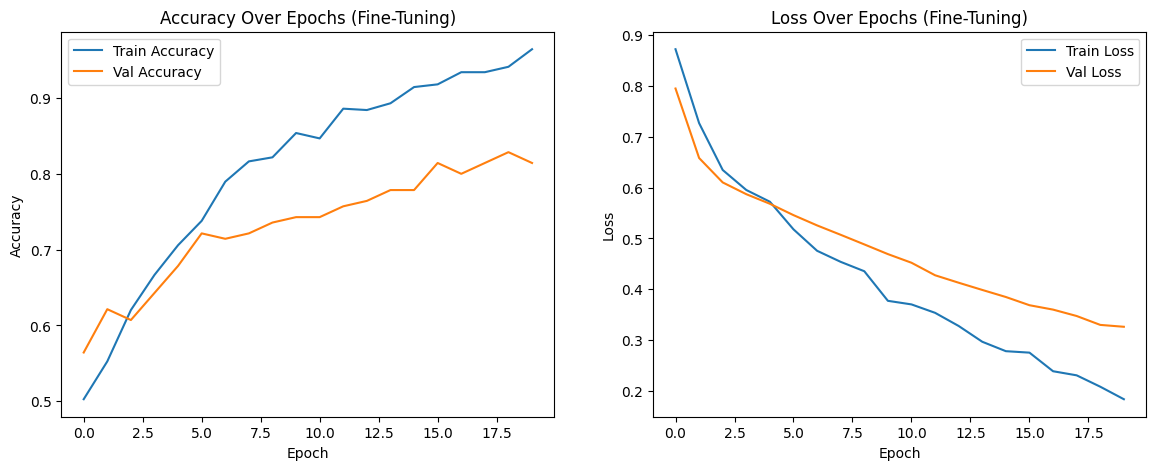 Accuracy Over Epochs (Fine-Tuning)
Train Accuracy
Val Accuracy
Accuracy
0.9
0.8
0.7
0.6
0.5
0.0 2.5 5.0 7.5 10.0 12.5 15.0 17.5
Epoch
Loss Over Epochs (Fine-Tuning)
Train Loss
Val Loss
Loss
0.9
0.8
0.7
0.6
0.5
0.4
0.3
0.2
0.0 2.5 5.0 7.5 10.0 12.5 15.0 17.5
Epoch